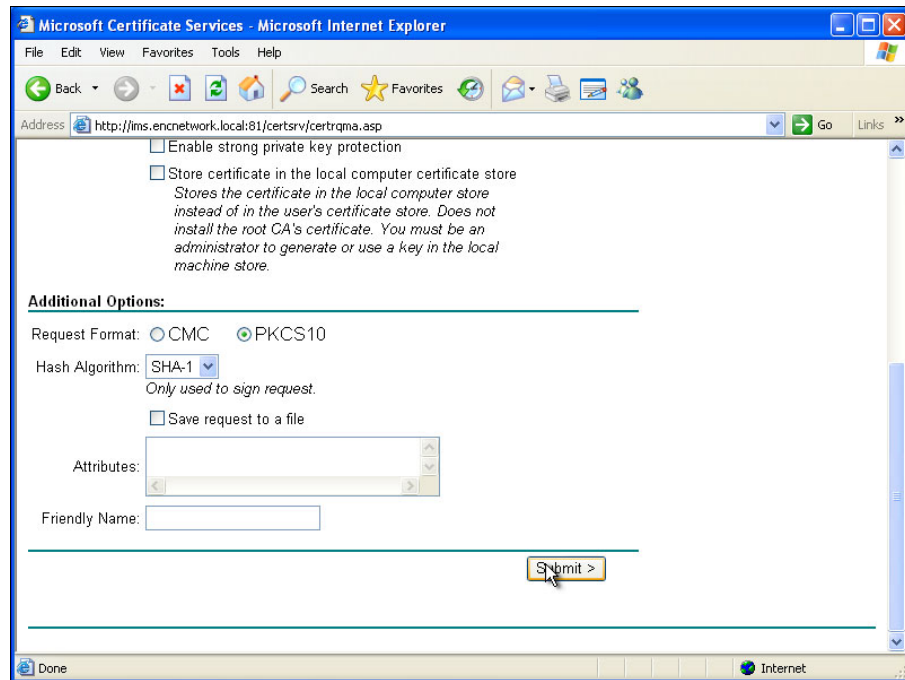 Microsoft Certificate Services - Microsoft Internet Explorer
File Edit View Favorites Tools Help
Back Search Favorites
Address http://ims.encnetwork.local:81/certsrv/certrqma.asp Go Links »
Enable strong private key protection
Store certificate in the local computer certificate store
Stores the certificate in the local computer store
instead of in the user's certificate store. Does not
install the root CA's certificate. You must be an
administrator to generate or use a key in the local
machine store.
Additional Options:
Request Format: CMC PKCS10
Hash Algorithm: SHA-1
Only used to sign request.
Save request to a file
Attributes:
Friendly Name:
Submit >
Done Internet